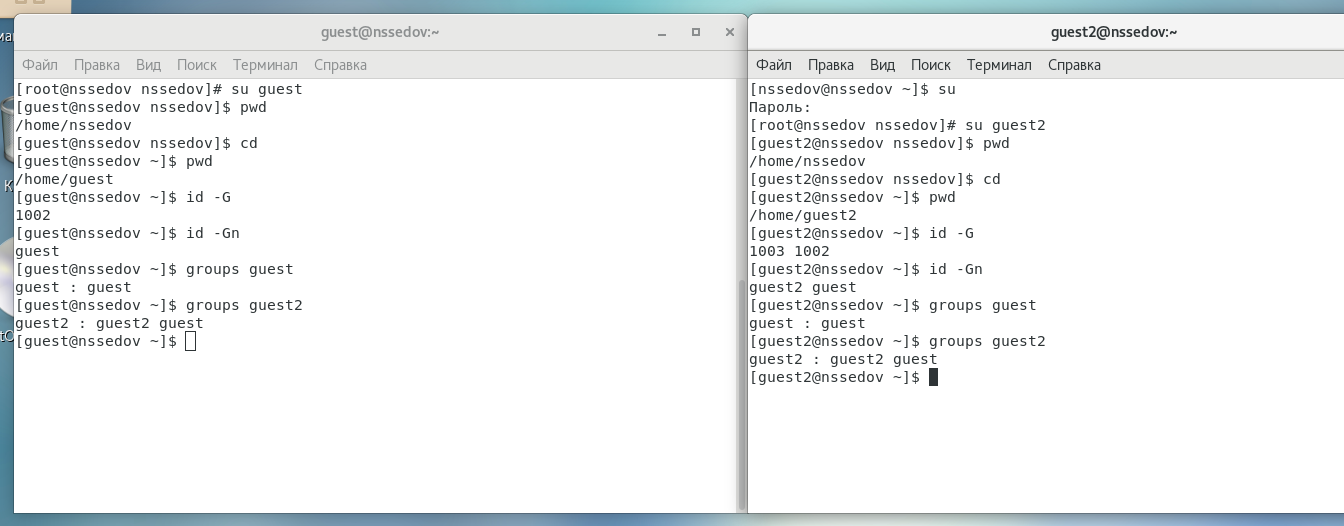 guest@nssedov:~
Файл Правка Вид Поиск Терминал Справка
[root@nssedov nssedov]# su guest
[guest@nssedov nssedov]$ pwd
/home/nssedov
[guest@nssedov nssedov]$ cd
[guest@nssedov ~]$ pwd
/home/guest
[guest@nssedov ~]$ id -G
1002
[guest@nssedov ~]$ id -Gn
guest
[guest@nssedov ~]$ groups guest
guest : guest
[guest@nssedov ~]$ groups guest2
guest2 : guest2 guest
[guest@nssedov ~]$
guest2@nssedov:~
Файл Правка Вид Поиск Терминал Справка
[nssedov@nssedov ~]$ su
Пароль:
[root@nssedov nssedov]# su guest2
[guest2@nssedov nssedov]$ pwd
/home/nssedov
[guest2@nssedov nssedov]$ cd
[guest2@nssedov ~]$ pwd
/home/guest2
[guest2@nssedov ~]$ id -G
1003 1002
[guest2@nssedov ~]$ id -Gn
guest2 guest
[guest2@nssedov ~]$ groups guest
guest : guest
[guest2@nssedov ~]$ groups guest2
guest2 : guest2 guest
[guest2@nssedov ~]$